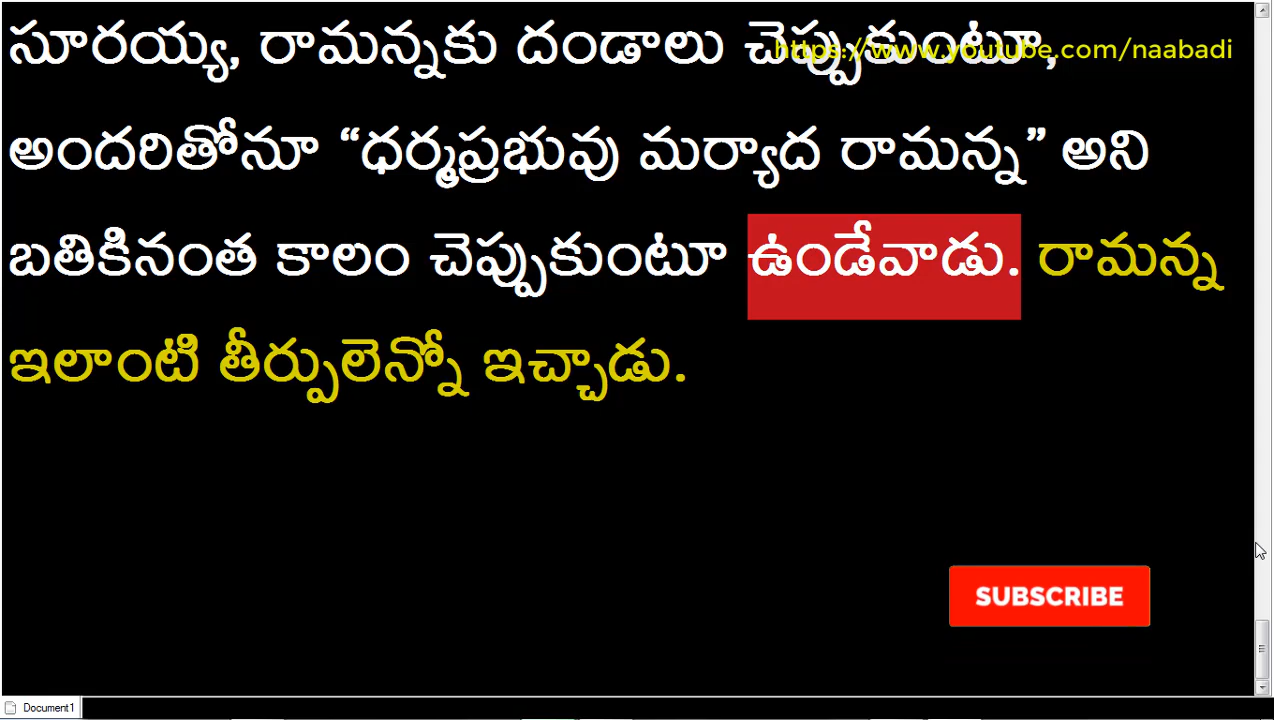 సూరయ్య, రామన్నకు దండాలు చెప్పుకుంటూ,
https://www.youtube.com/naabadi
అందరితోనూ “ధర్మప్రభువు మర్యాద రామన్న” అని
బతికినంత కాలం చెప్పుకుంటూ ఉండేవాడు. రామన్న
ఇలాంటి తీర్పులెన్నో ఇచ్చాడు.
SUBSCRIBE
Document1